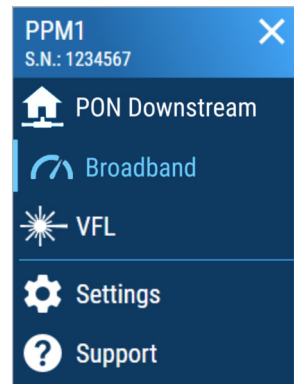 PPM1
S.N.: 1234567
PON Downstream
Broadband
VFL
Settings
Support